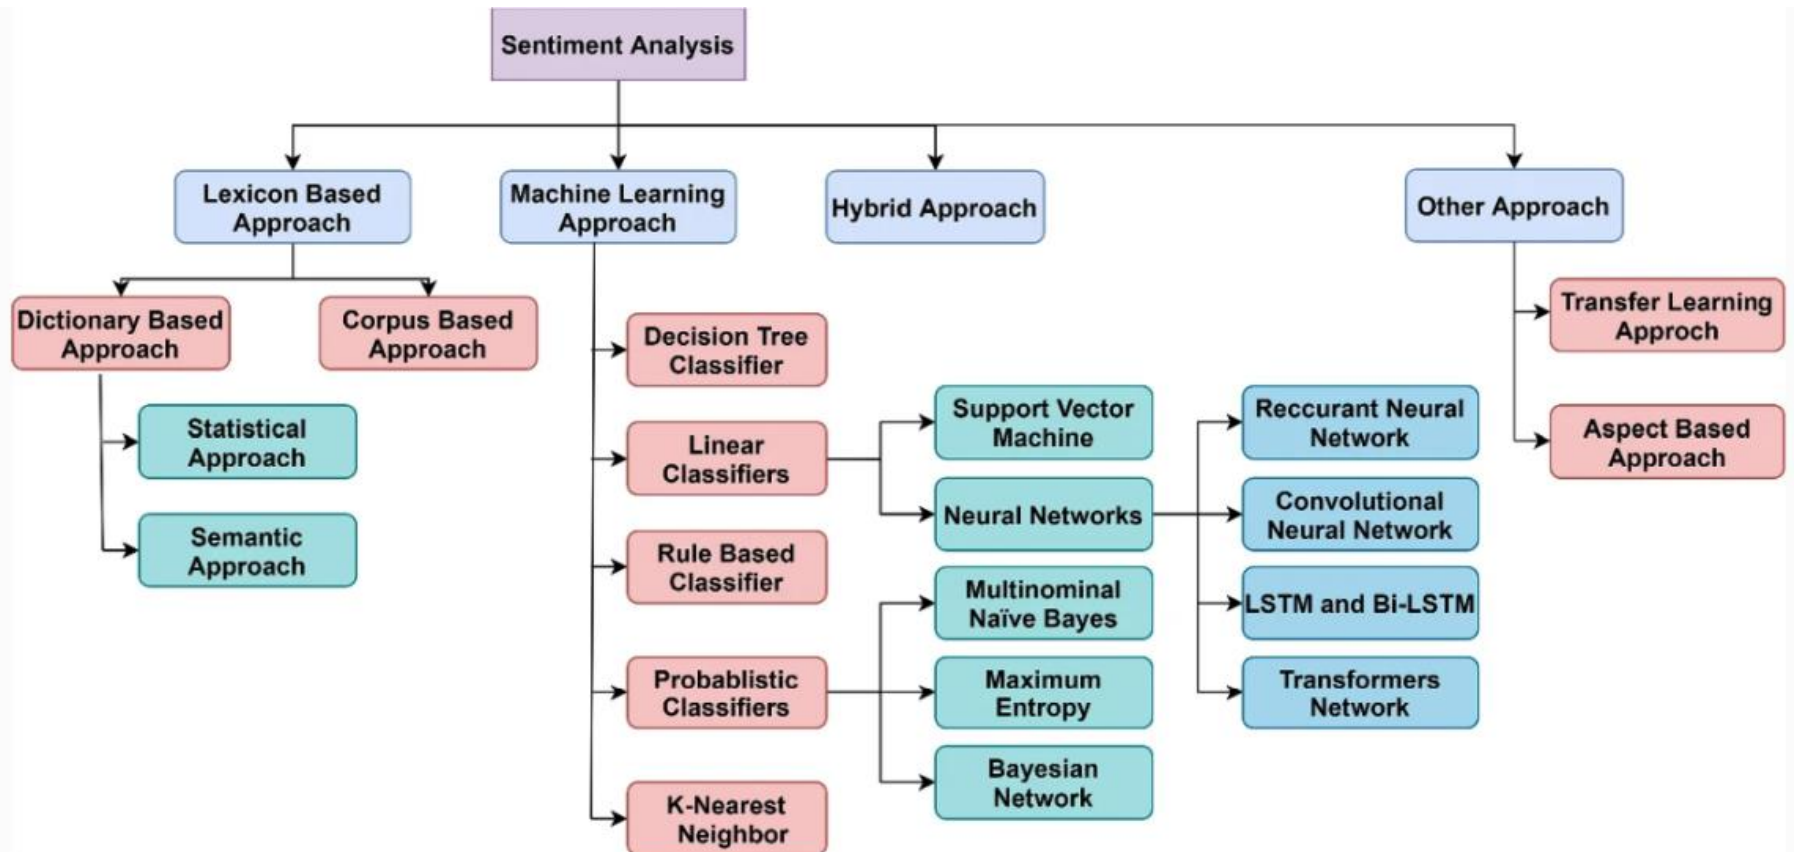 Sentiment Analysis
Lexicon Based
Approach
Machine Learning
Approach
Hybrid Approach
Other Approach
Dictionary Based
Approach
Corpus Based
Approach
Statistical
Approach
Semantic
Approach
Decision Tree
Classifier
Linear
Classifiers
Rule Based
Classifier
Probablistic
Classifiers
K-Nearest
Neighbor
Support Vector
Machine
Neural Networks
Multinominal
Naïve Bayes
Maximum
Entropy
Bayesian
Network
Reccurant Neural
Network
Convolutional
Neural Network
LSTM and Bi-LSTM
Transformers
Network
Transfer Learning
Approch
Aspect Based
Approach